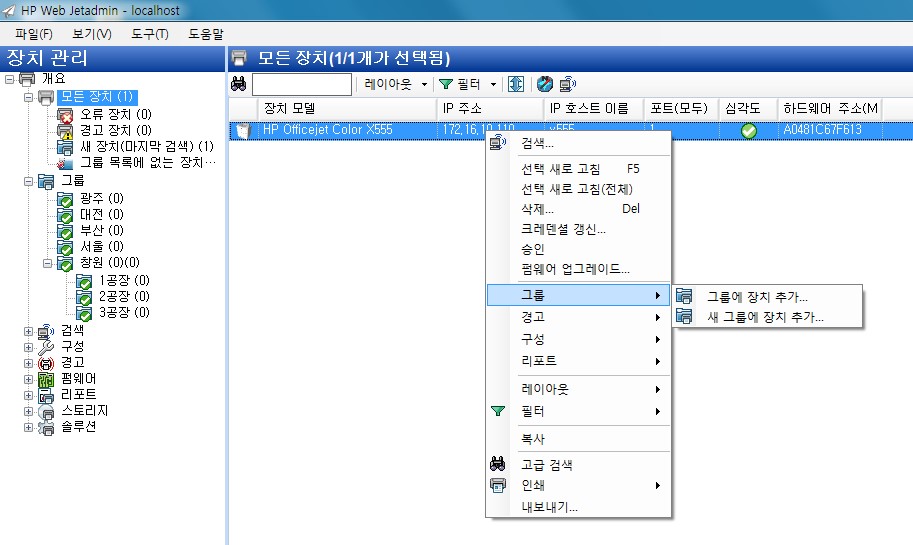 HP Web Jetadmin - localhost
파일(F) 보기(V) 도구(T) 도움말
장치 관리
개요
모든 장치 (1)
오류 장치 (0)
경고 장치 (0)
새 장치(마지막 검색) (1)
그룹 목록에 없는 장치…
그룹
광주 (0)
대전 (0)
부산 (0)
서울 (0)
창원 (0)(0)
1공장 (0)
2공장 (0)
3공장 (0)
검색
구성
경고
펌웨어
리포트
스토리지
솔루션
모든 장치(1/1개가 선택됨)
레이아웃 필터
장치 모델 IP 주소 IP 호스트 이름 포트(모두) 심각도 하드웨어 주소(M
HP Officejet Color X555 172.16.10.110 x555 1 A0481C67F613
검색...
선택 새로 고침 F5
선택 새로 고침(전체)
삭제... Del
크레덴셜 갱신...
승인
펌웨어 업그레이드...
그룹
경고
구성
리포트
레이아웃
필터
복사
고급 검색
인쇄
내보내기...
그룹에 장치 추가...
새 그룹에 장치 추가...